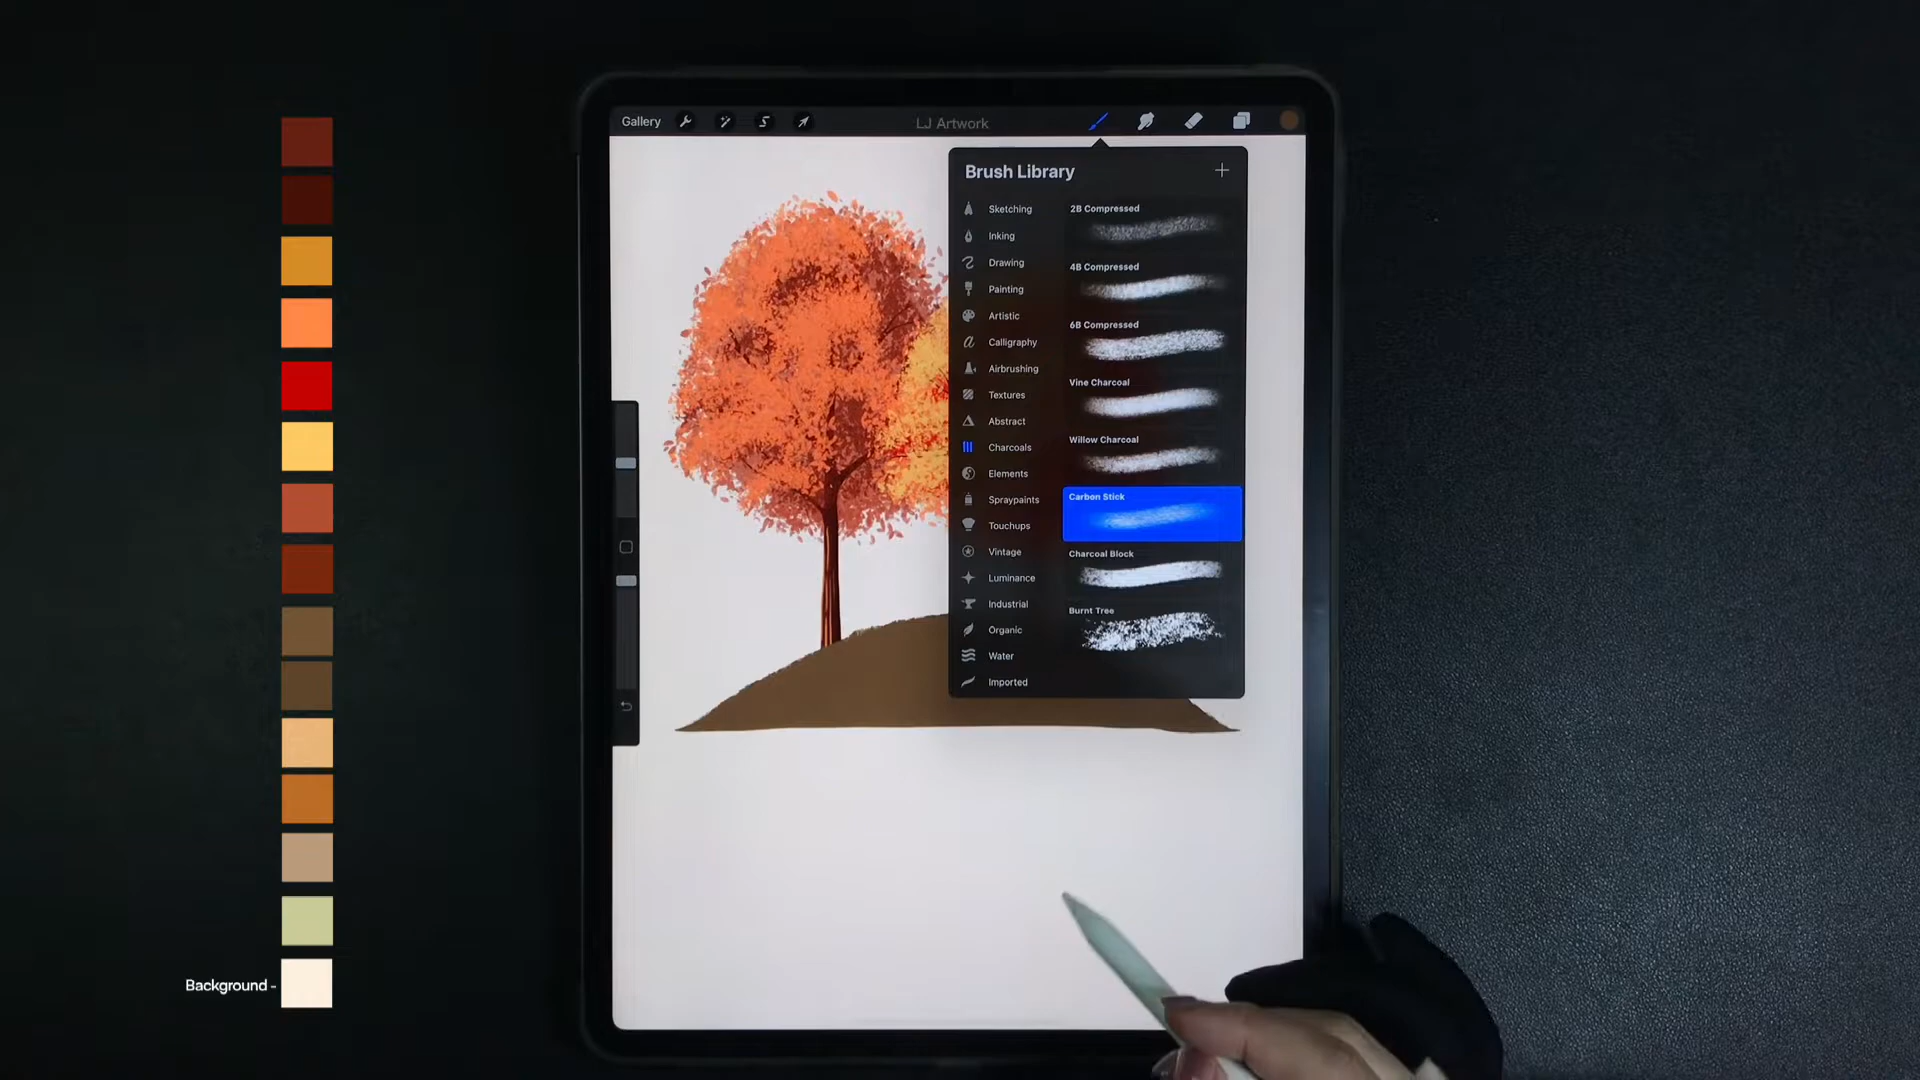 Gallery
LJ Artwork
Brush Library
Sketching
Inking
Drawing
Painting
Artistic
Calligraphy
Airbrushing
Textures
Abstract
Charcoals
Elements
Spraypaints
Touchups
Vintage
Luminance
Industrial
Organic
Water
Imported
2B Compressed
4B Compressed
6B Compressed
Vine Charcoal
Willow Charcoal
Carbon Stick
Charcoal Block
Burnt Tree
Background -